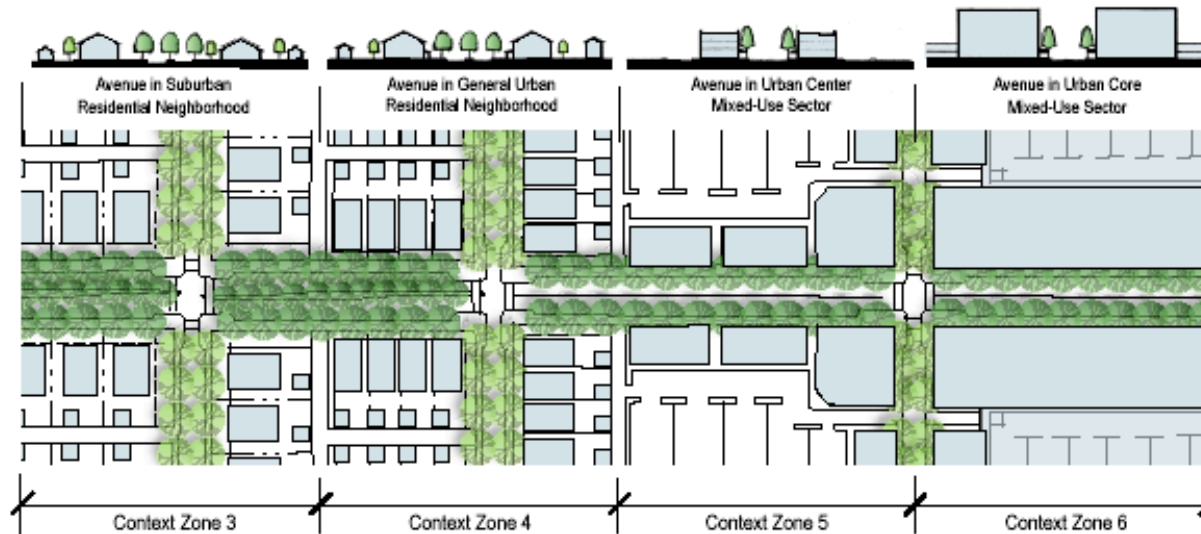 Avenue in Suburban
Residential Neighborhood
Avenue in General Urban
Residential Neighborhood
Avenue in Urban Center
Mixed-Use Sector
Avenue in Urban Core
Mixed-Use Sector
Context Zone 3
Context Zone 4
Context Zone 5
Context Zone 6